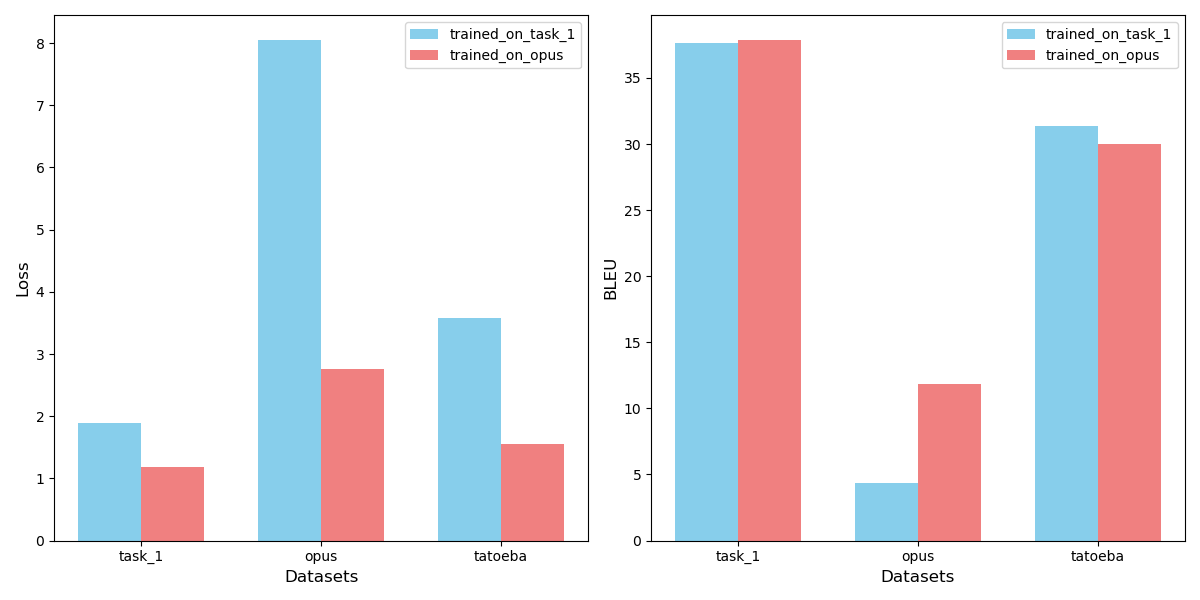 8
7
6
5
4
3
2
1
0
Loss
trained_on_task_1
trained_on_opus
task_1 opus tatoeba
Datasets
35
30
25
20
15
10
5
0
BLEU
trained_on_task_1
trained_on_opus
task_1 opus tatoeba
Datasets